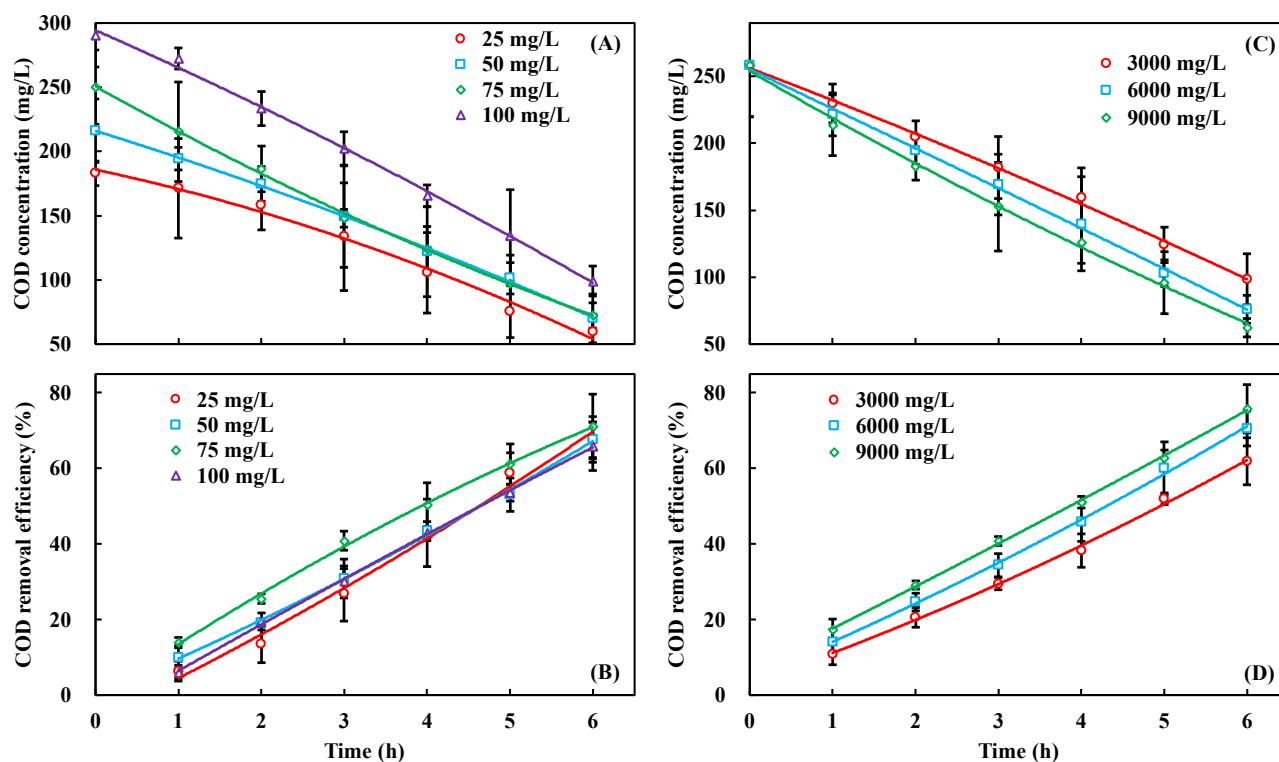 COD concentration (mg/L)
300
250
200
150
100
50
(A)
25 mg/L
50 mg/L
75 mg/L
100 mg/L
COD concentration (mg/L)
250
200
150
100
50
(C)
3000 mg/L
6000 mg/L
9000 mg/L
COD removal efficiency (%)
80
60
40
20
0
25 mg/L
50 mg/L
75 mg/L
100 mg/L
(B)
0 1 2 3 4 5 6
Time (h)
COD removal efficiency (%)
80
60
40
20
0
3000 mg/L
6000 mg/L
9000 mg/L
(D)
0 1 2 3 4 5 6
Time (h)